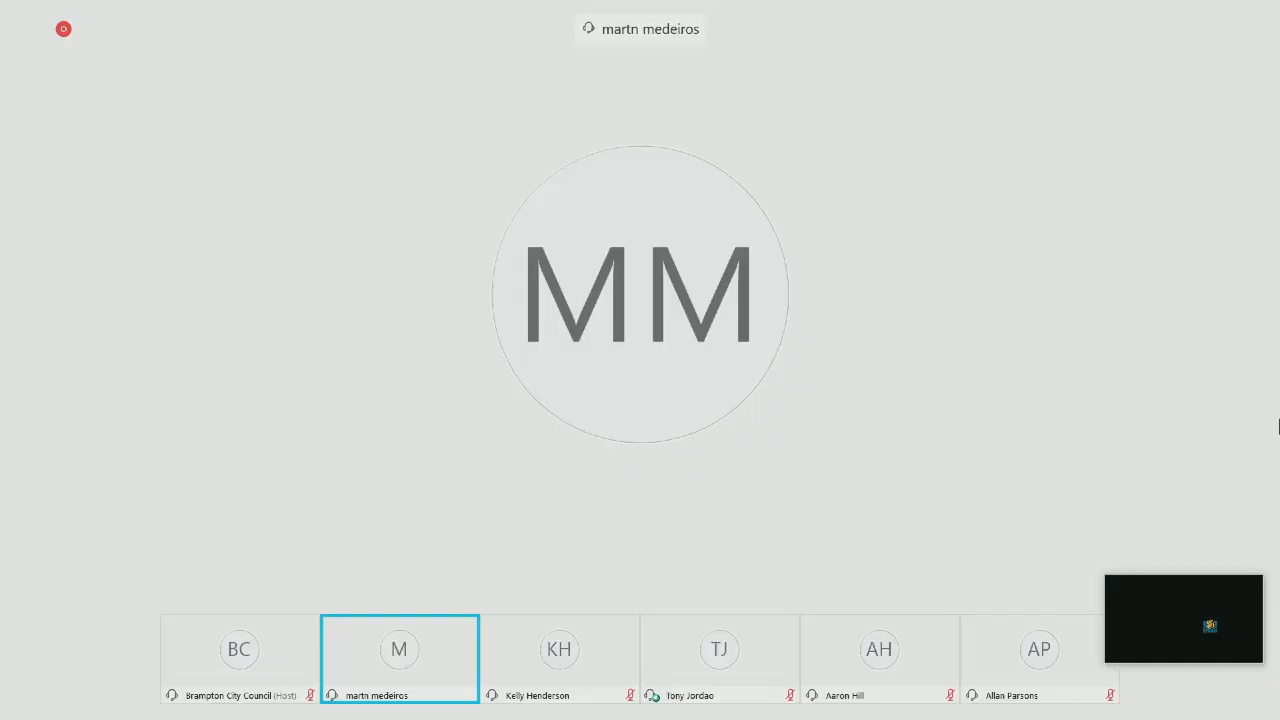 martn medeiros
MM
BC
M
KH
TJ
AH
AP
Brampton City Council (Host)
martn medeiros
Kelly Henderson
Tony Jordao
Aaron Hill
Allan Parsons